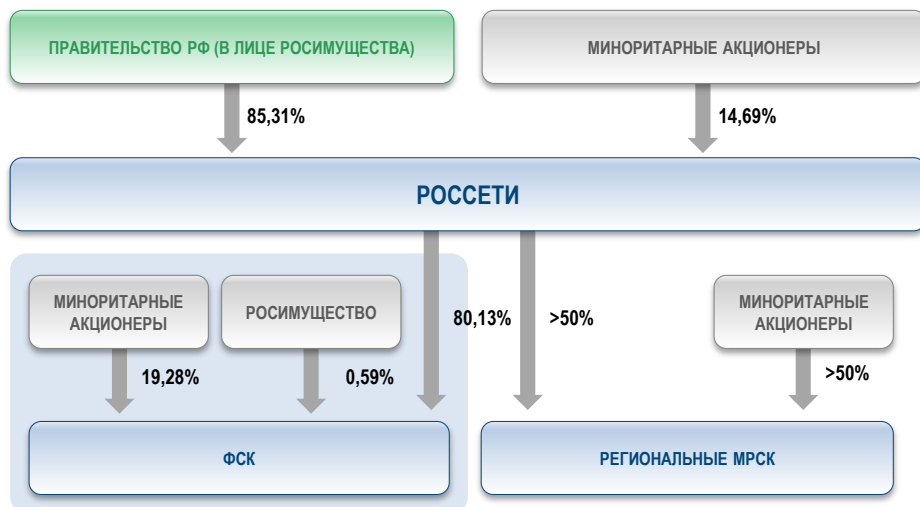 ПРАВИТЕЛЬСТВО РФ (В ЛИЦЕ РОСИМУЩЕСТВА)
МИНОРИТАРНЫЕ АКЦИОНЕРЫ
85,31%
14,69%
РОССЕТИ
МИНОРИТАРНЫЕ
АКЦИОНЕРЫ
РОСИМУЩЕСТВО
80,13%
>50%
МИНОРИТАРНЫЕ
АКЦИОНЕРЫ
19,28%
0,59%
>50%
ФСК
РЕГИОНАЛЬНЫЕ МРСК